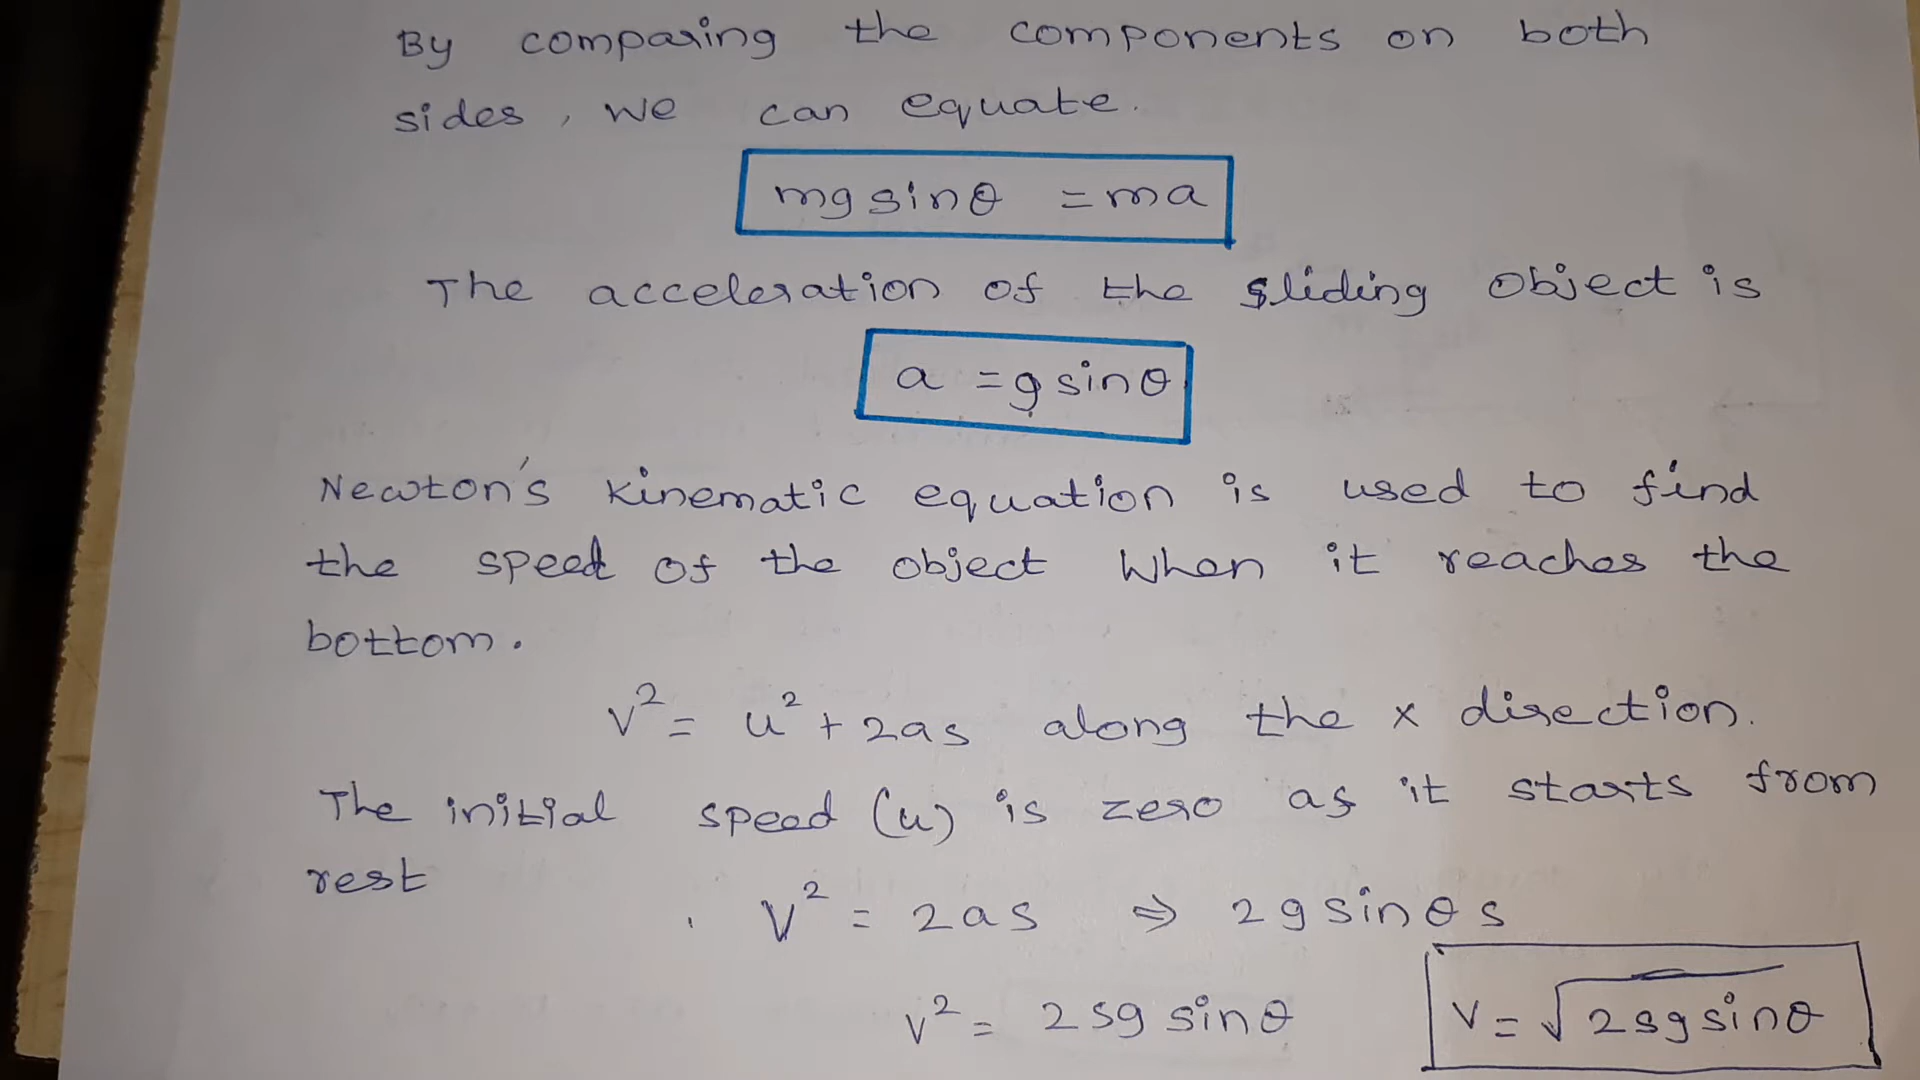 By comparing the components on both
sides, we can equate.
mg sinθ = ma
The acceleration of the sliding object is
a = g sinθ
Newton's kinematic equation is used to find
the speed of the object when it reaches the
bottom.
v² = u² + 2as along the x direction.
The initial speed (u) is zero as it starts from
rest
v² = 2as ⇒ 2g sinθ s
v² = 2sg sinθ
v = √2sg sinθ